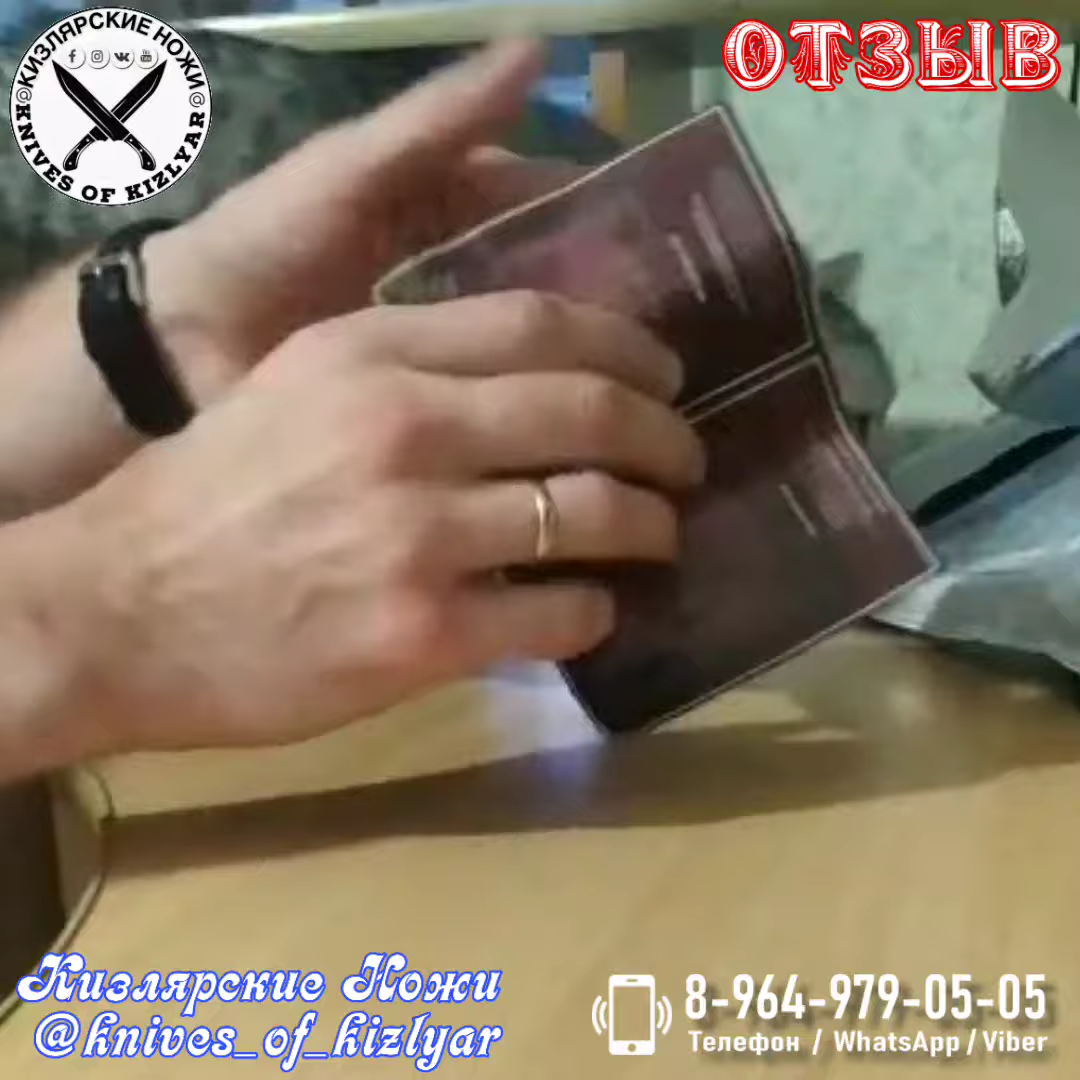 @КИЗЛЯРСКИЕ НОЖИ@
KNIVES OF KIZLYAR
ОТЗЫВ
Кизлярские Ножи
@knives_of_kizlyar
8-964-979-05-05
Телефон / WhatsApp / Viber